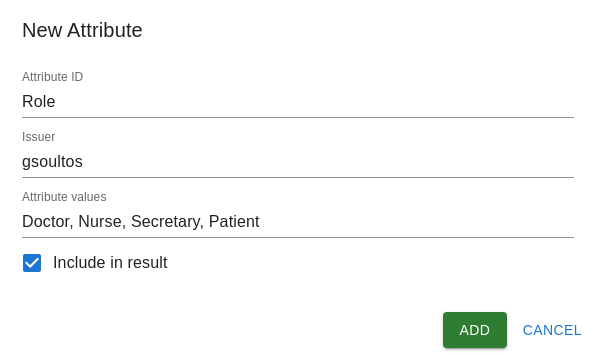 New Attribute
Attribute ID
Role
Issuer
gsoultos
Attribute values
Doctor, Nurse, Secretary, Patient
Include in result
ADD CANCEL